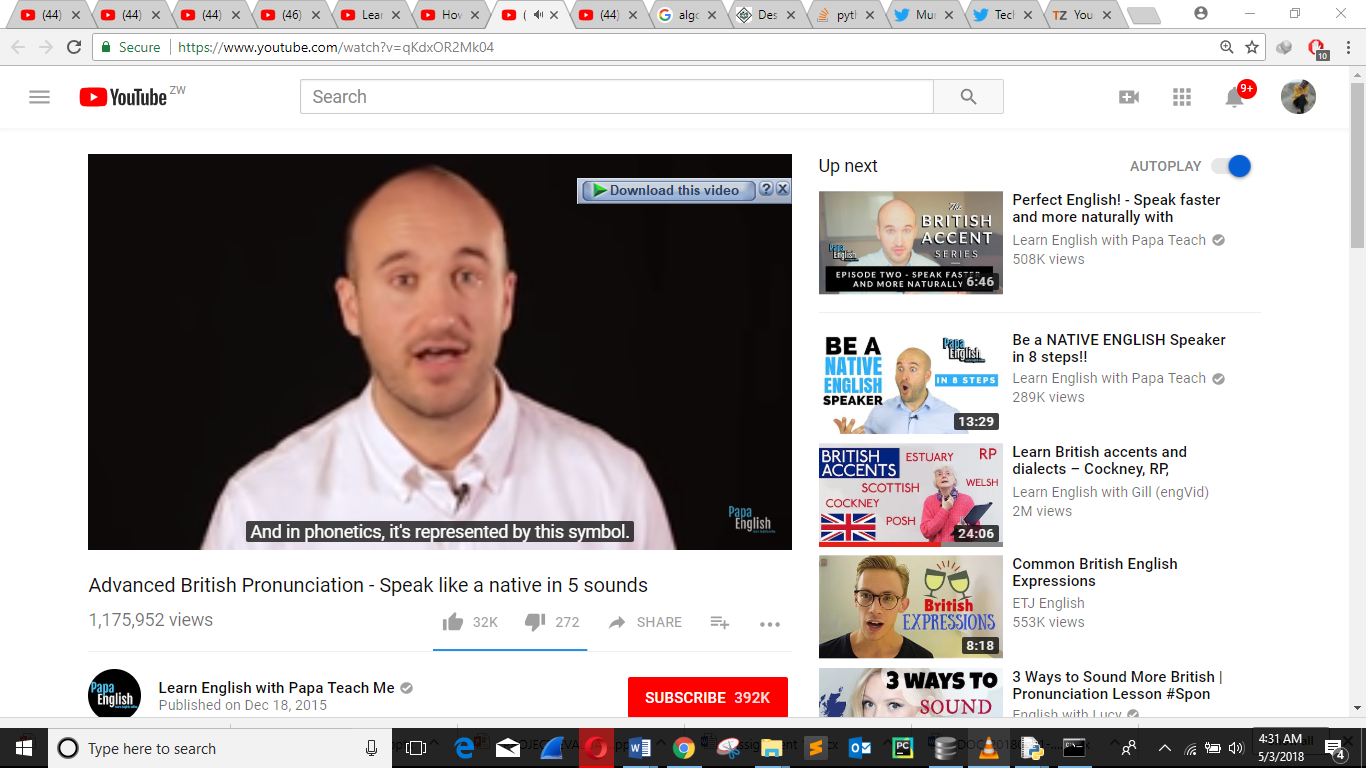 (44)
(44)
(44)
(46)
Lear
How
(
(44)
algo
Des
pyth
Mur
Tech
TZ You
Secure
https://www.youtube.com/watch?v=qKdxOR2Mk04
10
YouTube ZW
Search
9+
Download this video ? X
And in phonetics, it's represented by this symbol.
Papa
English
Advanced British Pronunciation - Speak like a native in 5 sounds
1,175,952 views
32K
272
SHARE
Papa
English
Learn English with Papa Teach Me
Published on Dec 18, 2015
SUBSCRIBE 392K
Up next
AUTOPLAY
The
BRITISH
ACCENT
SERIES
Papa
English
EPISODE TWO - SPEAK FASTER
AND MORE NATURALLY
6:46
Perfect English! - Speak faster
and more naturally with
Learn English with Papa Teach
508K views
BE A
NATIVE
ENGLISH
SPEAKER
Papa
English
IN 8 STEPS
13:29
Be a NATIVE ENGLISH Speaker
in 8 steps!!
Learn English with Papa Teach
289K views
BRITISH
ACCENTS
ESTUARY
RP
SCOTTISH
WELSH
COCKNEY
POSH
24:06
Learn British accents and
dialects – Cockney, RP,
Learn English with Gill (engVid)
2M views
British
EXPRESSIONS
8:18
Common British English
Expressions
ETJ English
553K views
3 WAYS TO
SOUND
3 Ways to Sound More British |
Pronunciation Lesson #Spon
English with Lucy
Type here to search
4:31 AM
5/3/2018
4